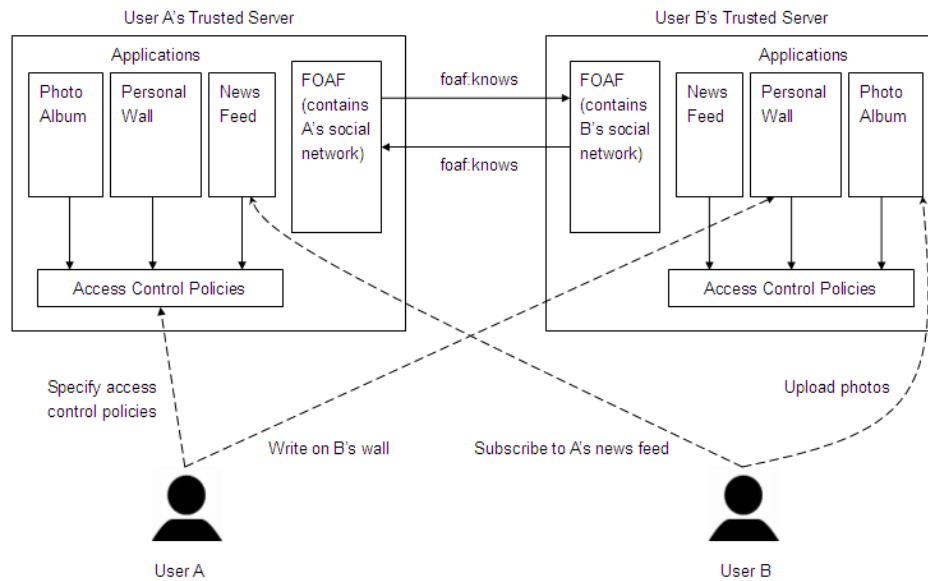 User A's Trusted Server
User B's Trusted Server
Applications
Photo
Album
Personal
Wall
News
Feed
FOAF
(contains
A's social
network)
foaf:knows
foaf:knows
FOAF
(contains
B's social
network)
Applications
News
Feed
Personal
Wall
Photo
Album
Access Control Policies
Access Control Policies
Specify access
control policies
Write on B's wall
Subscribe to A's news feed
Upload photos
User A
User B